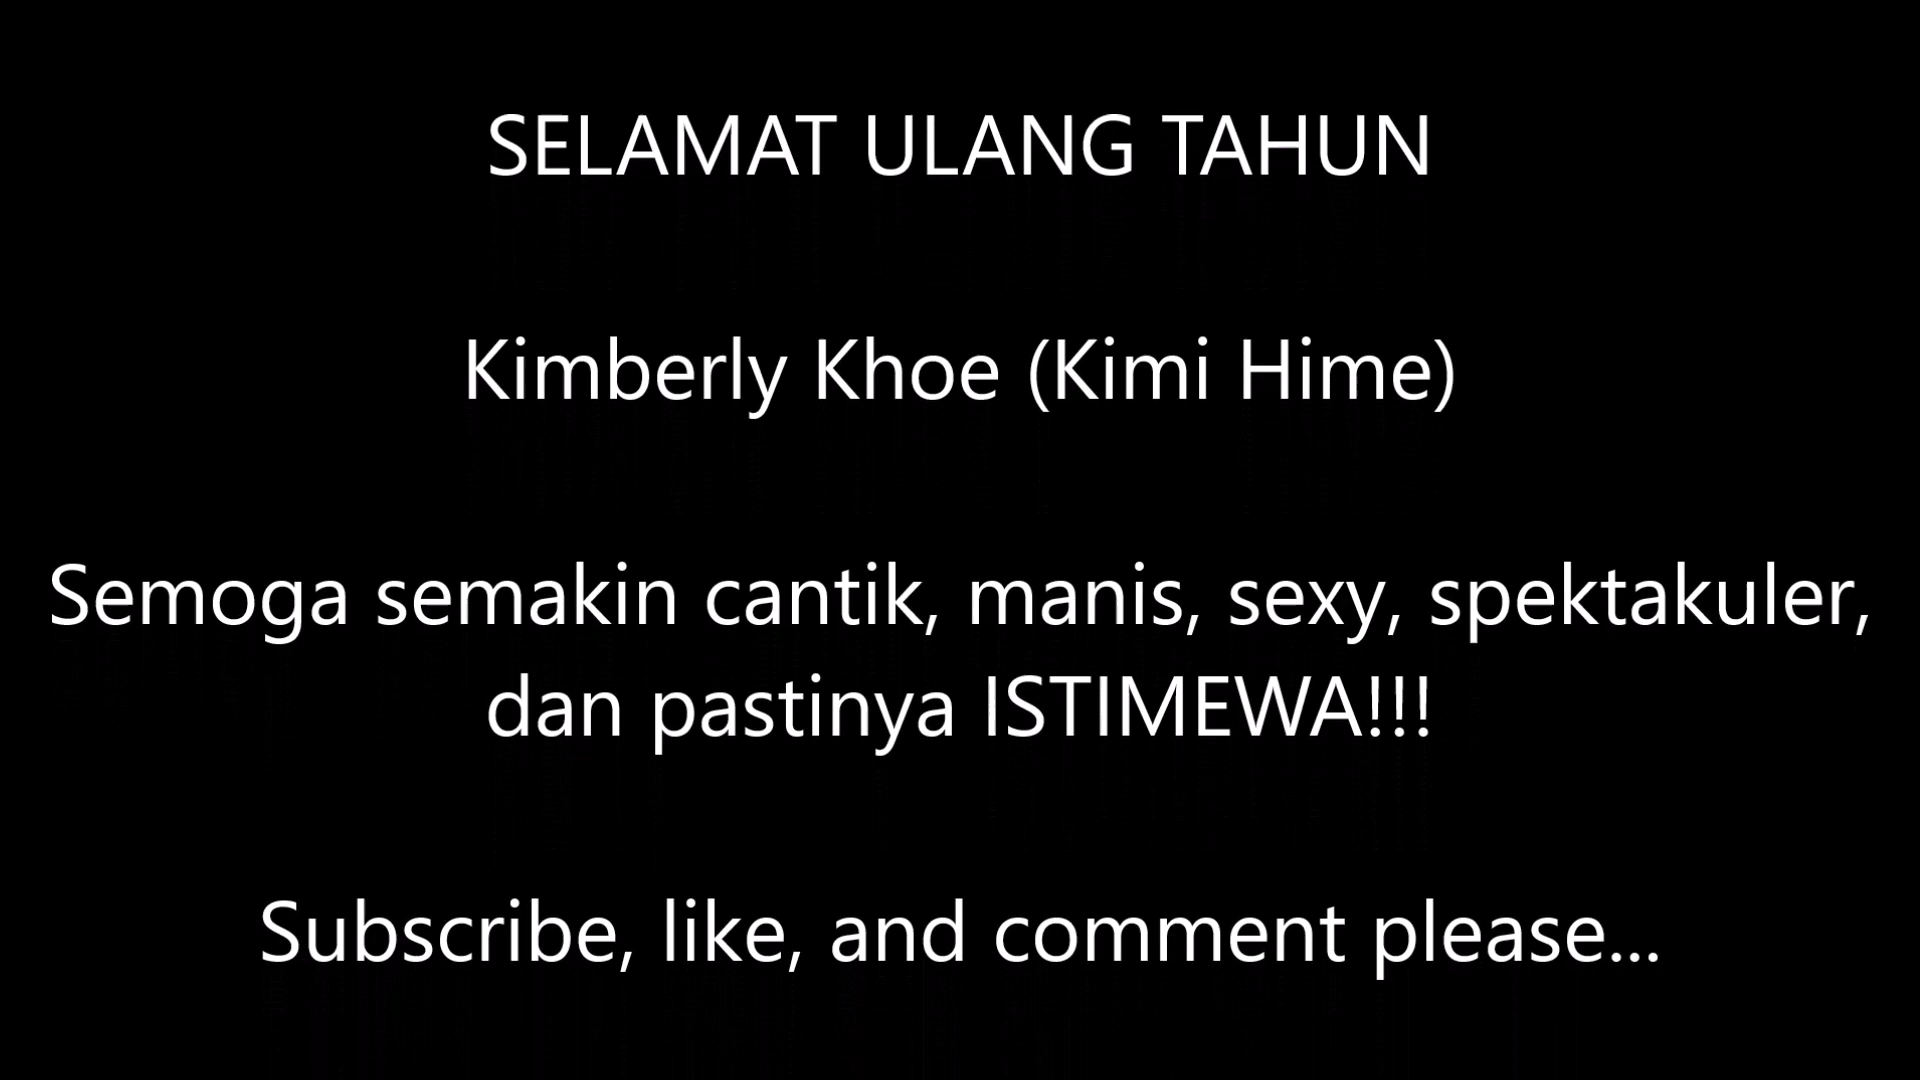 SELAMAT ULANG TAHUN
Kimberly Khoe (Kimi Hime)
Semoga semakin cantik, manis, sexy, spektakuler,
dan pastinya ISTIMEWA!!!
Subscribe, like, and comment please...